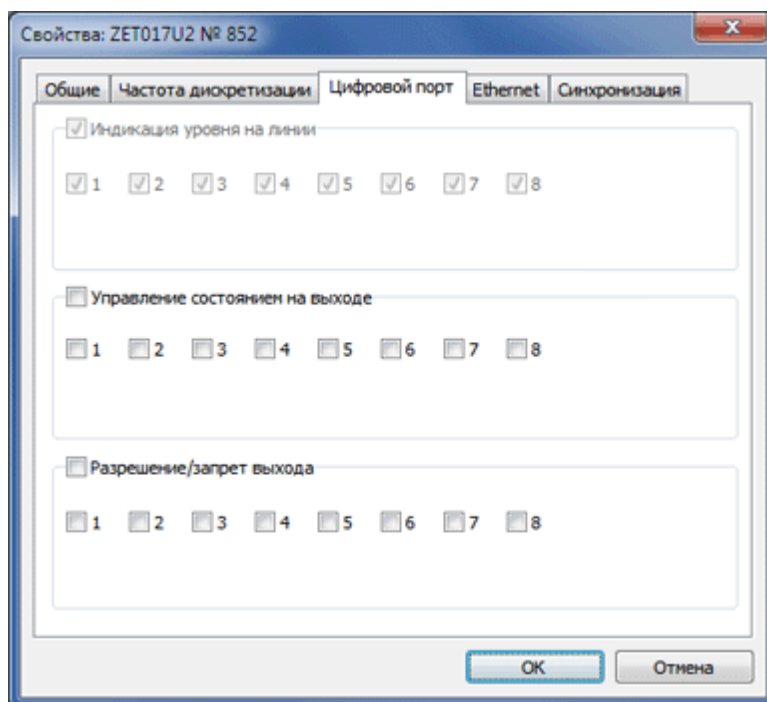 Свойства: ZET017U2 № 852
Общие Частота дискретизации Цифровой порт Ethernet Синхронизация
Индикация уровня на линии
1 2 3 4 5 6 7 8
Управление состоянием на выходе
1 2 3 4 5 6 7 8
Разрешение/запрет выхода
1 2 3 4 5 6 7 8
OK Отмена